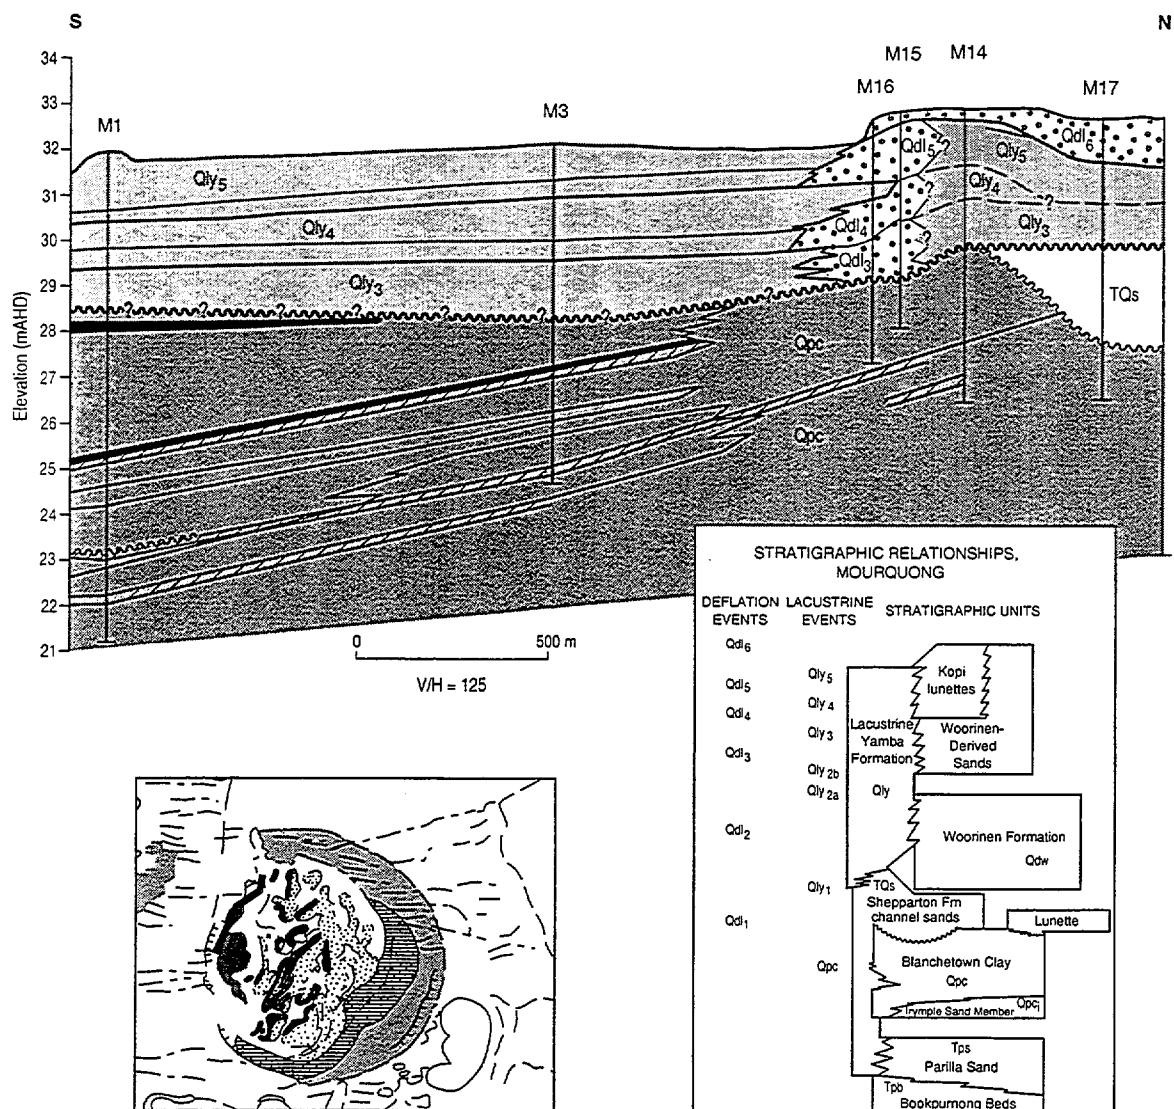 S
N
M15
M14
M16
M17
M1
M3
34
33
32
31
30
29
28
27
26
25
24
23
22
21
Elevation (mAHD)
Qly5
Qdl5
?
Qly5
Qdl6
Qly4
Qly4
?
?
Qdl4
Qly3
Qly3
Qdl3
?
TQs
? ? ? ? ? ? ? ?
Qpc
Qpc
0
500 m
V/H = 125
STRATIGRAPHIC RELATIONSHIPS,
MOURQUONG
DEFLATION LACUSTRINE STRATIGRAPHIC UNITS
EVENTS EVENTS
Qdl6
Qdl5
Qdl4
Qdl3
Qdl2
Qdl1
Qly5
Qly4
Qly3
Qly2b
Qly2a
Qly1
Qpc
Kopi
lunettes
Lacustrine
Yamba
Formation
Qly
Woorinen-
Derived
Sands
Woorinen Formation
Qdw
TQs
Shepparton Fm
channel sands
Lunette
Blanchetown Clay
Qpc
Qpci
Irymple Sand Member
Tps
Parilla Sand
Tpb
Bookpurnong Beds